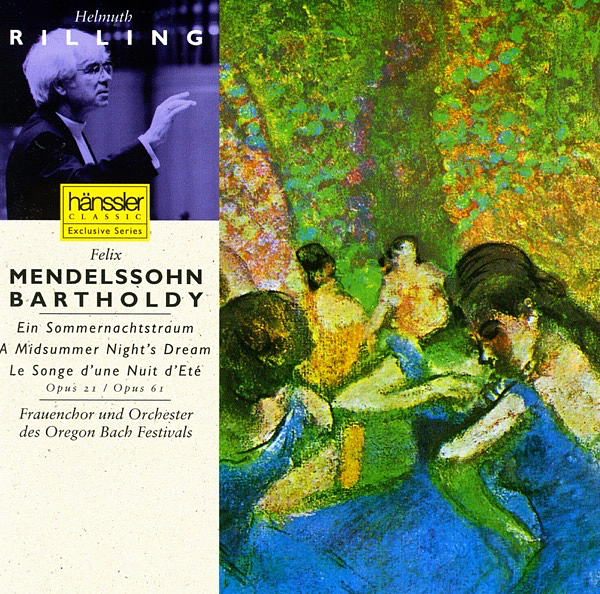 Helmuth
RILLING
hänssler
CLASSIC
Exclusive Series
Felix
MENDELSSOHN
BARTHOLDY
Ein Sommernachtstraum
A Midsummer Night's Dream
Le Songe d'une Nuit d'Eté
Opus 21 / Opus 61
Frauenchor und Orchester
des Oregon Bach Festivals